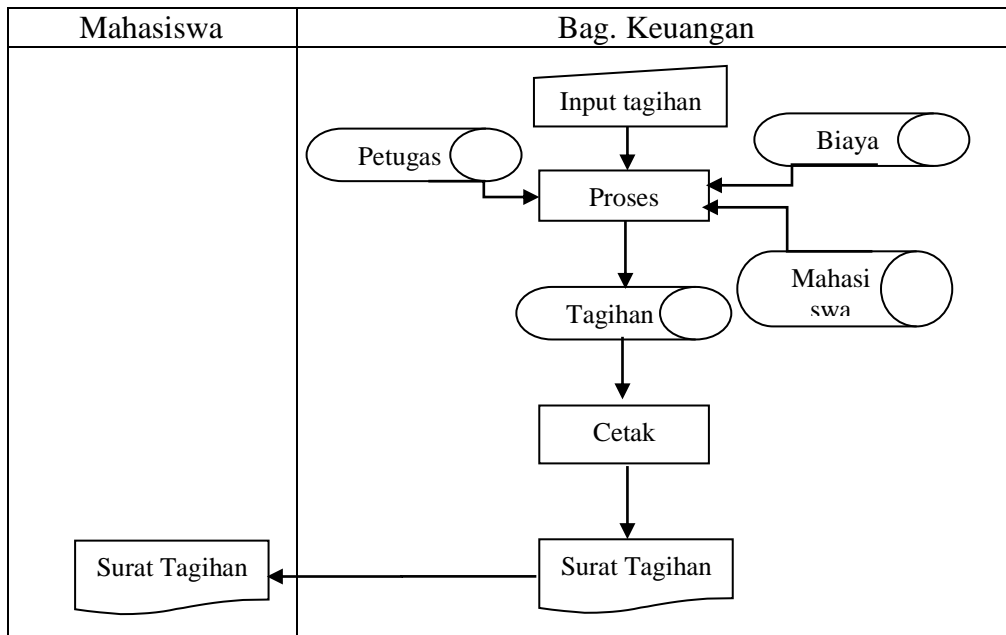 Mahasiswa
Bag. Keuangan
Input tagihan
Petugas
Biaya
Proses
Mahasi
swa
Tagihan
Cetak
Surat Tagihan
Surat Tagihan